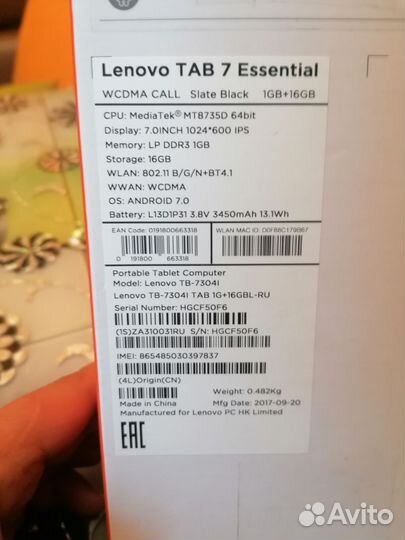 Lenovo TAB 7 Essential
WCDMA CALL Slate Black 1GB+16GB
CPU: MediaTek® MT8735D 64bit
Display: 7.0INCH 1024*600 IPS
Memory: LP DDR3 1GB
Storage: 16GB
WLAN: 802.11 B/G/N+BT4.1
WWAN: WCDMA
OS: ANDROID 7.0
Battery: L13D1P31 3.8V 3450mAh 13.1Wh
EAN Code: 0191800663318 WLAN MAC ID: D0F88C179B67
0 191800 663318
Portable Tablet Computer
Model: Lenovo TB-7304I
Lenovo TB-7304I TAB 1G+16GBL-RU
Serial Number: HGCF50F6
(1S)ZA310031RU S/N: HGCF50F6
IMEI: 865485030397837
(4L)Origin(CN)
Weight: 0.482Kg
Made in China Mfg Date: 2017-09-20
Manufactured for Lenovo PC HK Limited
EAC
Avito